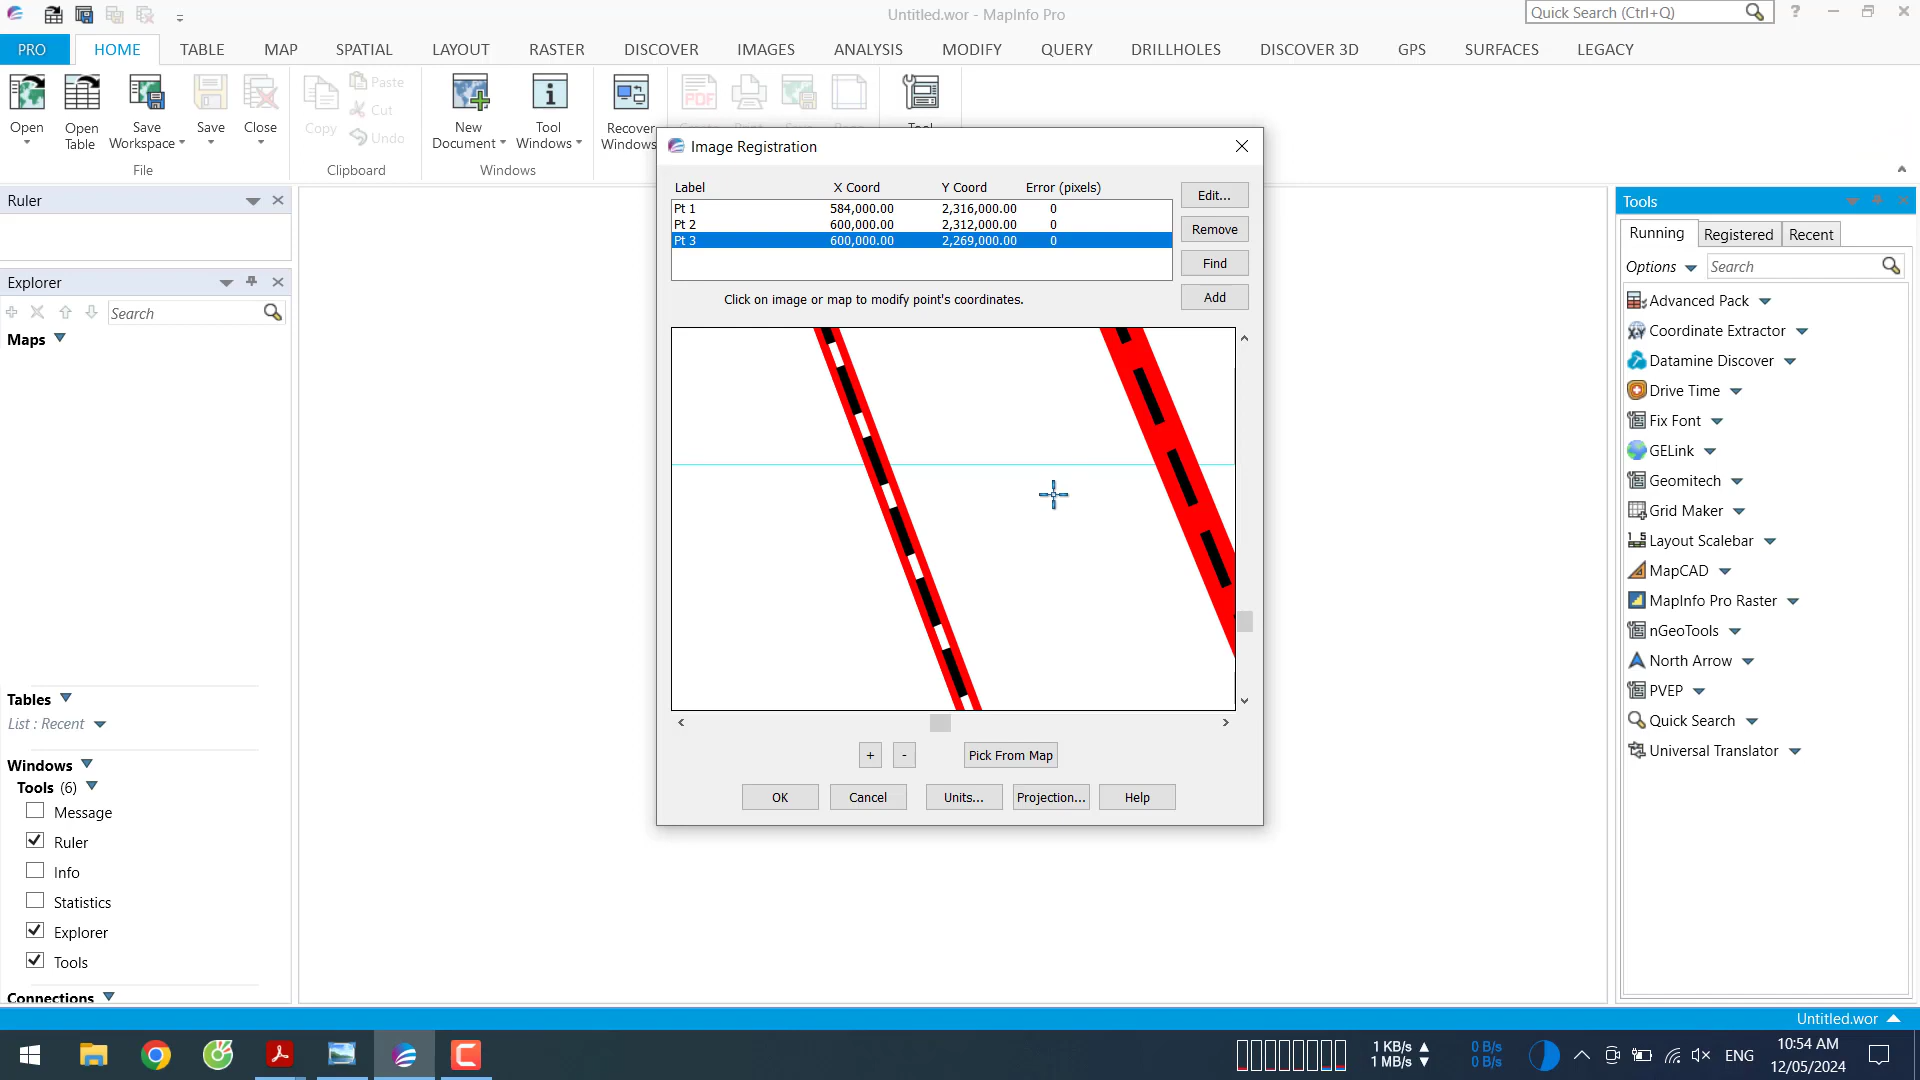 Untitled.wor - MapInfo Pro
Quick Search (Ctrl+Q)
PRO
HOME
TABLE
MAP
SPATIAL
LAYOUT
RASTER
DISCOVER
IMAGES
ANALYSIS
MODIFY
QUERY
DRILLHOLES
DISCOVER 3D
GPS
SURFACES
LEGACY
Open
Open Table
Save Workspace
Save
Close
File
Copy
Paste
Cut
Undo
Clipboard
New Document
Tool Windows
Windows
Recover Windows
PDF
Ruler
Explorer
Search
Maps
Tables
List : Recent
Windows
Tools (6)
Message
Ruler
Info
Statistics
Explorer
Tools
Connections
Image Registration
Label X Coord Y Coord Error (pixels)
Pt 1 584,000.00 2,316,000.00 0
Pt 2 600,000.00 2,312,000.00 0
Pt 3 600,000.00 2,269,000.00 0
Edit...
Remove
Find
Add
Click on image or map to modify point's coordinates.
+
-
Pick From Map
OK
Cancel
Units...
Projection...
Help
Tools
Running
Registered
Recent
Options
Search
Advanced Pack
Coordinate Extractor
Datamine Discover
Drive Time
Fix Font
GELink
Geomitech
Grid Maker
Layout Scalebar
MapCAD
MapInfo Pro Raster
nGeoTools
North Arrow
PVEP
Quick Search
Universal Translator
Untitled.wor
1 KB/s
1 MB/s
0 B/s
0 B/s
ENG
10:54 AM
12/05/2024